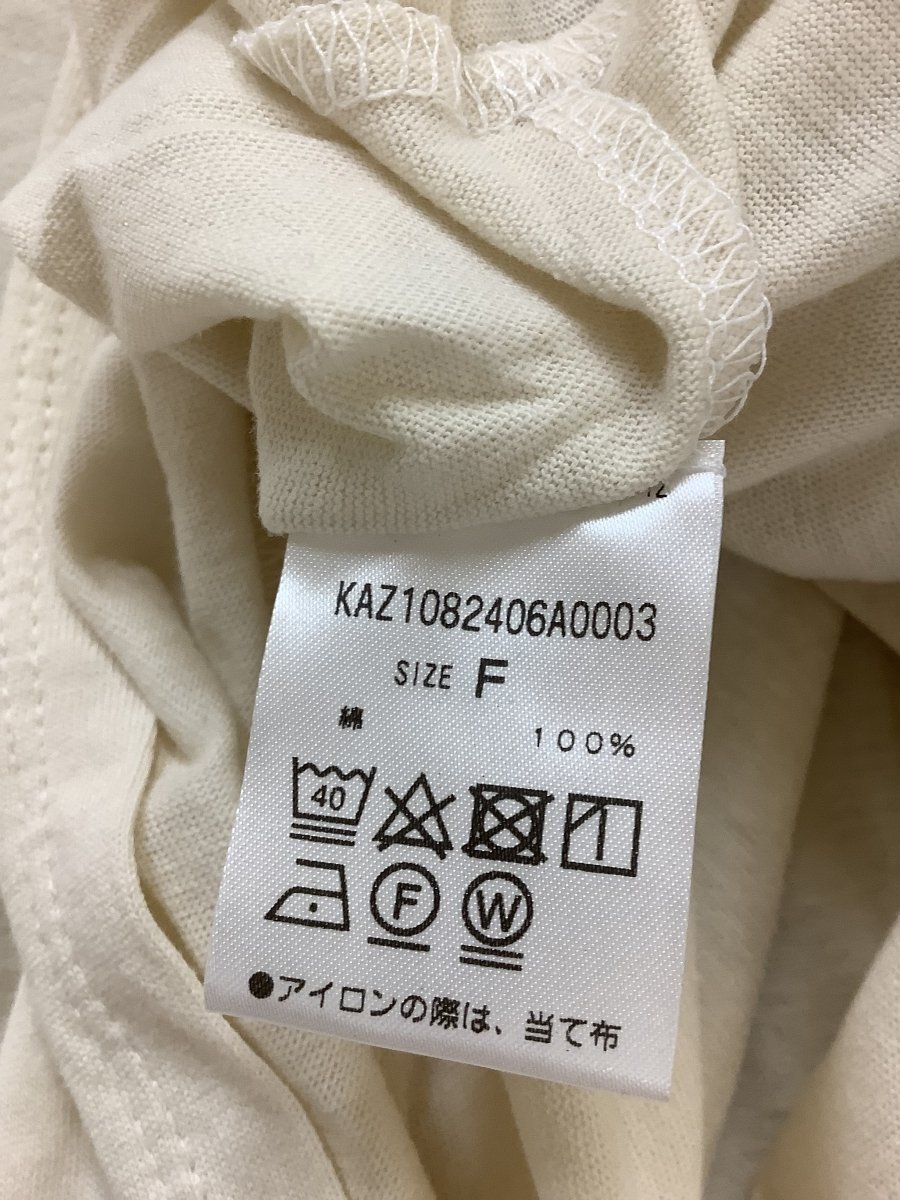 KAZ1082406A0003
SIZE F
綿 100%
40
F W
●アイロンの際は、当て布